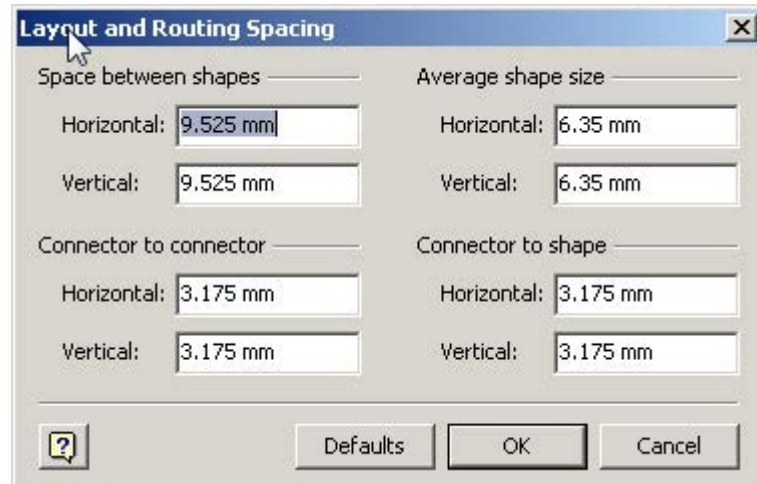 Layout and Routing Spacing
Space between shapes
Average shape size
Horizontal: 9.525 mm
Horizontal: 6.35 mm
Vertical: 9.525 mm
Vertical: 6.35 mm
Connector to connector
Connector to shape
Horizontal: 3.175 mm
Horizontal: 3.175 mm
Vertical: 3.175 mm
Vertical: 3.175 mm
?
Defaults
OK
Cancel